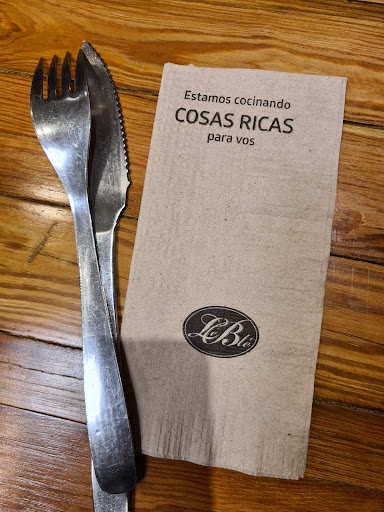 Estamos cocinando
COSAS RICAS
para vos
Le Blé